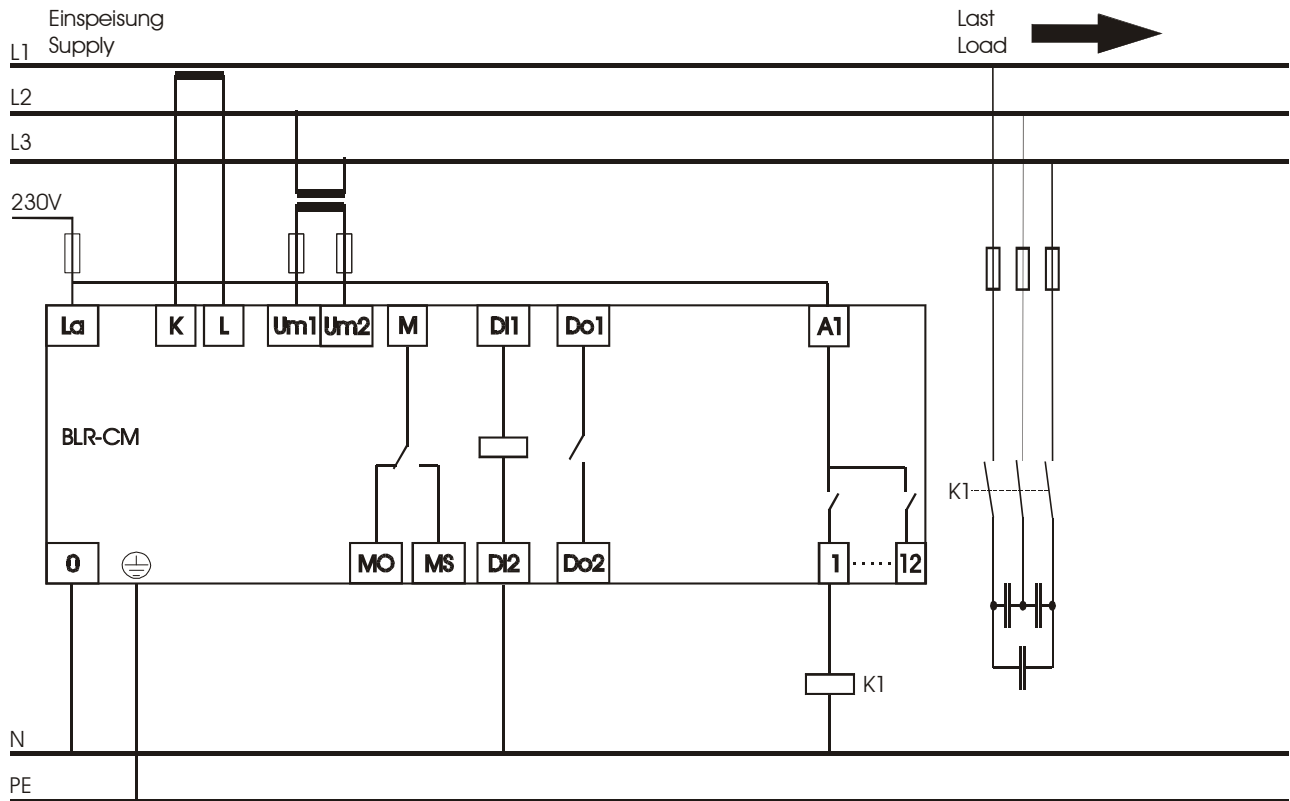 Einspeisung
Supply
Last
Load
L1
L2
L3
230V
La
K
L
Um1
Um2
M
DI1
Do1
A1
BLR-CM
K1
0
MO
MS
DI2
Do2
1
.....
12
K1
N
PE